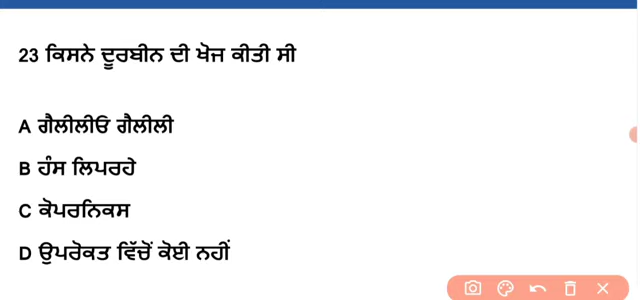 23 ਕਿਸਨੇ ਦੂਰਬੀਨ ਦੀ ਖੋਜ ਕੀਤੀ ਸੀ
A ਗੈਲੀਲੀਓ ਗੈਲੀਲੀ
B ਹੰਸ ਲਿਪਰਹੇ
C ਕੋਪਰਨਿਕਸ
D ਉਪਰੋਕਤ ਵਿੱਚੋਂ ਕੋਈ ਨਹੀਂ